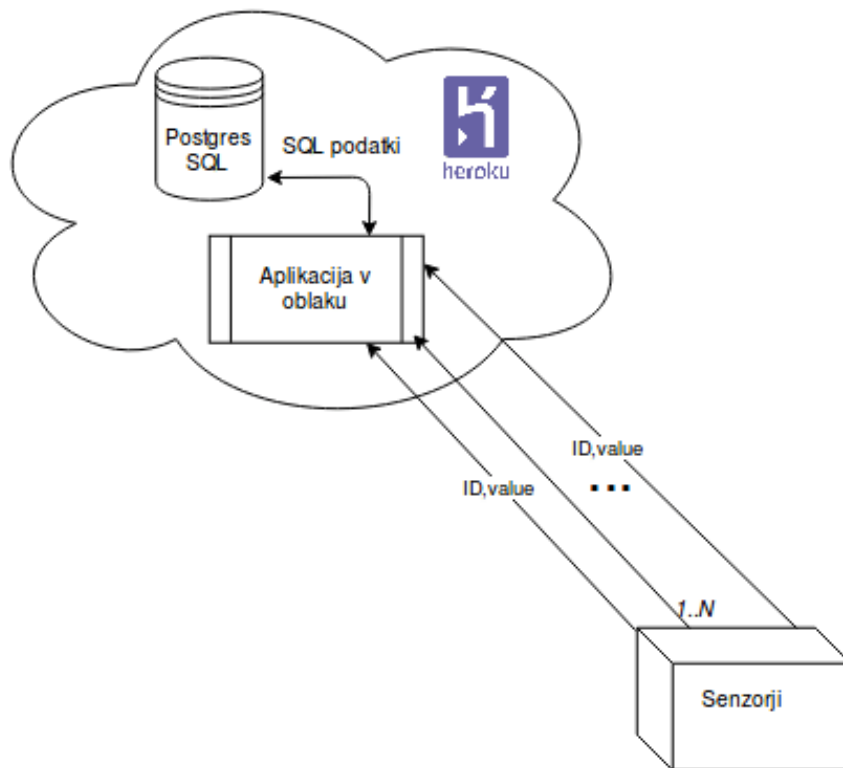 Postgres
SQL
SQL podatki
heroku
Aplikacija v
oblaku
ID,value
ID,value
...
1..N
Senzorji